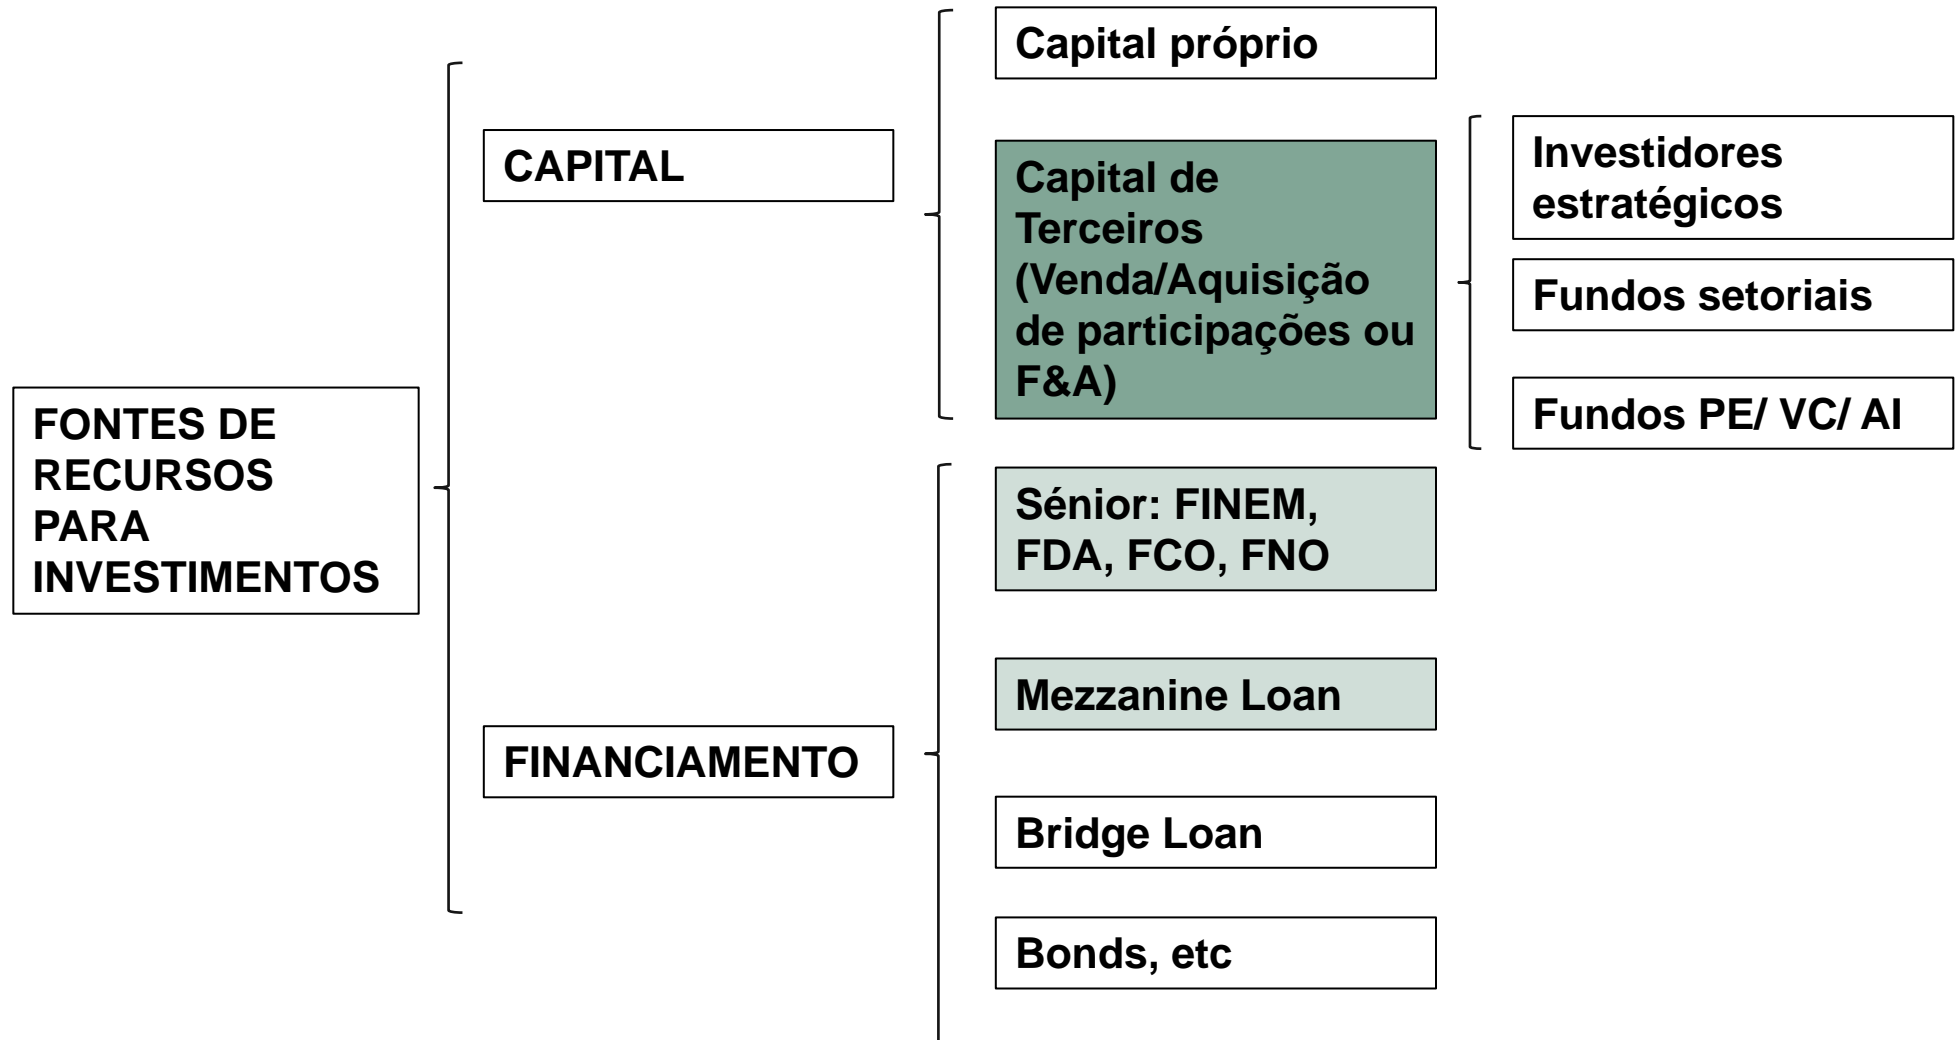 Capital próprio
CAPITAL
Capital de
Terceiros
(Venda/Aquisição
de participações ou
F&A)
Investidores
estratégicos
Fundos setoriais
Fundos PE/ VC/ AI
FONTES DE
RECURSOS
PARA
INVESTIMENTOS
Sénior: FINEM,
FDA, FCO, FNO
Mezzanine Loan
FINANCIAMENTO
Bridge Loan
Bonds, etc